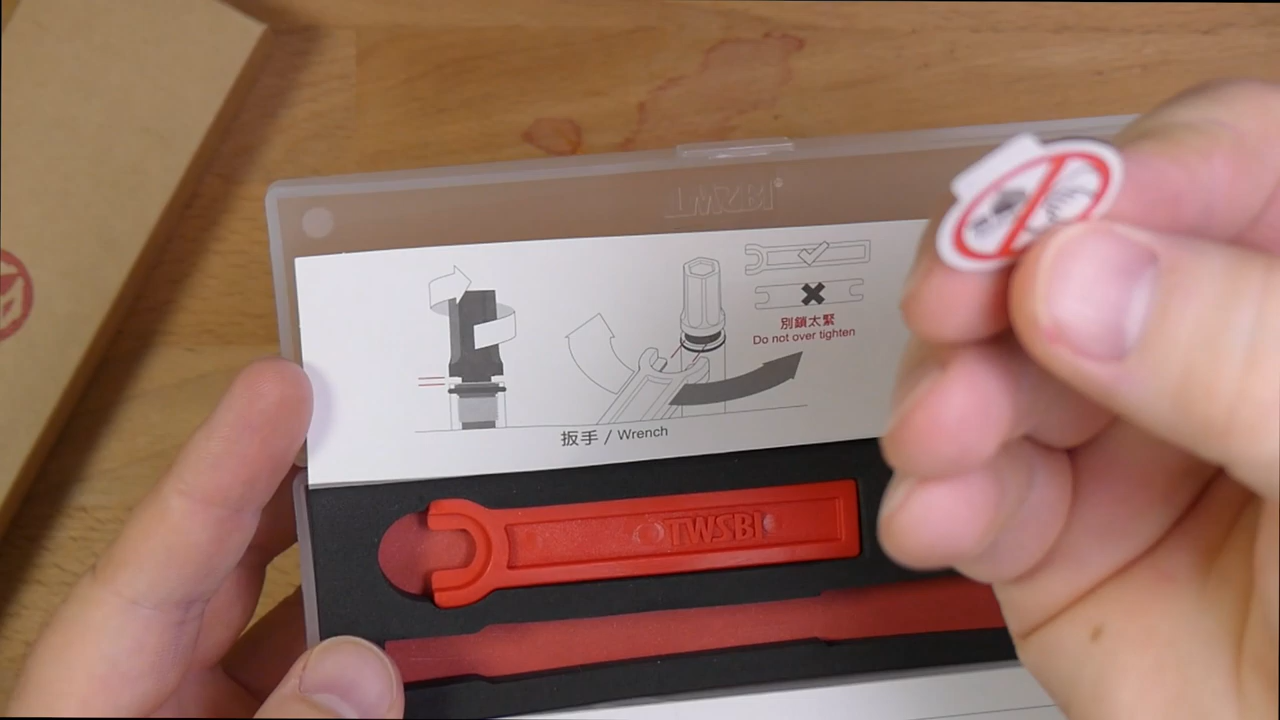 TWSBI
別鎖太緊
Do not over tighten
扳手 / Wrench
TWSBI